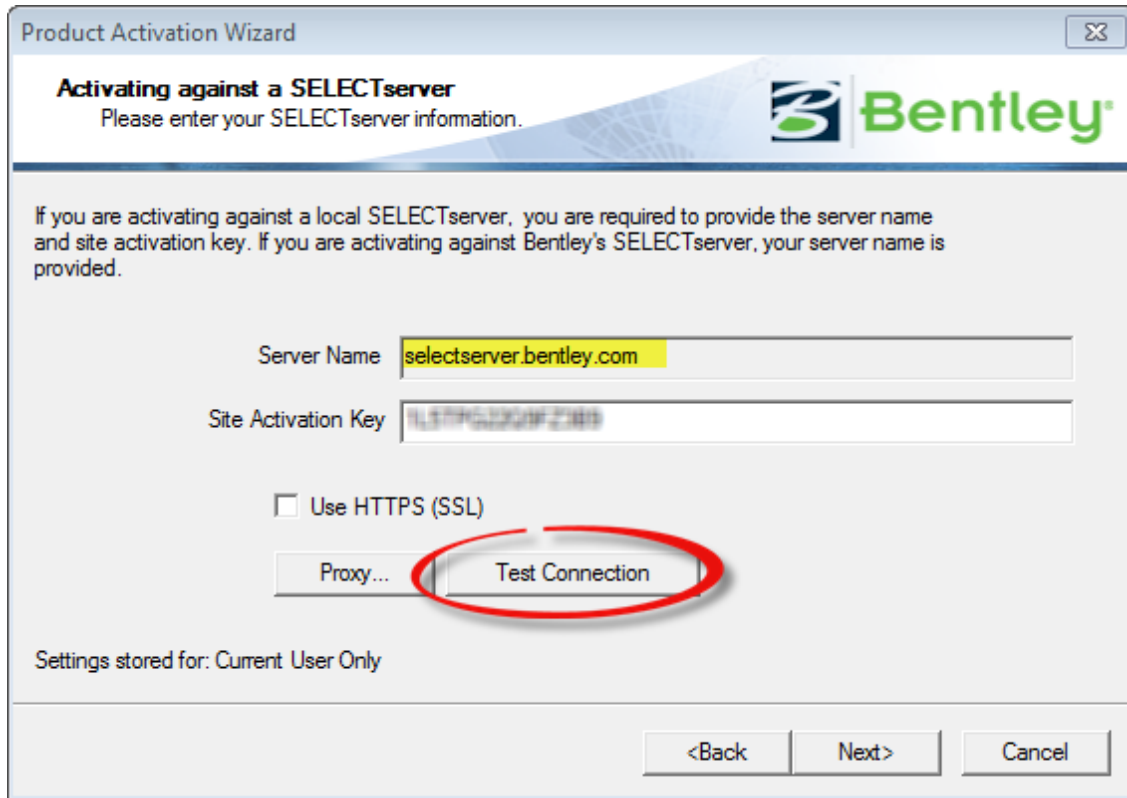 Product Activation Wizard
Activating against a SELECTserver
Please enter your SELECTserver information.
Bentley®
If you are activating against a local SELECTserver, you are required to provide the server name
and site activation key. If you are activating against Bentley's SELECTserver, your server name is
provided.
Server Name selectserver.bentley.com
Site Activation Key
Use HTTPS (SSL)
Proxy... Test Connection
Settings stored for: Current User Only
<Back Next> Cancel